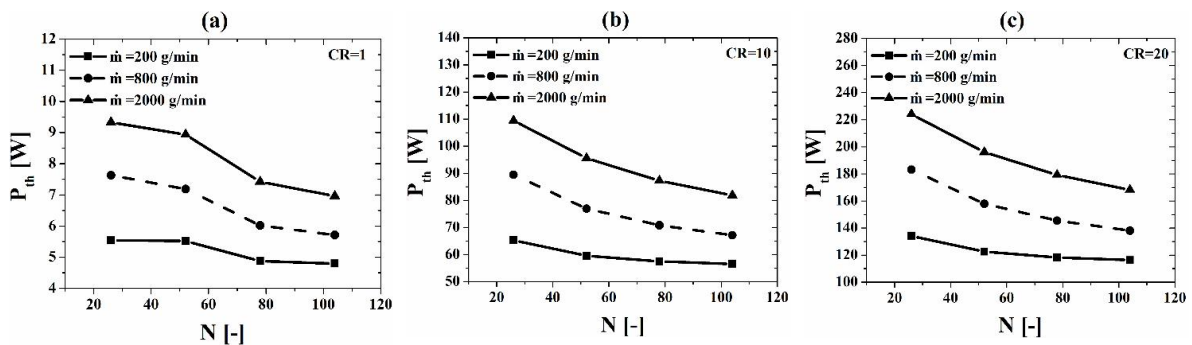 (a)
12
11
10
9
8
7
6
5
4
P_th [W]
ṁ =200 g/min
ṁ =800 g/min
ṁ =2000 g/min
CR=1
20 40 60 80 100 120
N [-]
(b)
140
130
120
110
100
90
80
70
60
50
P_th [W]
ṁ =200 g/min
ṁ =800 g/min
ṁ =2000 g/min
CR=10
20 40 60 80 100 120
N [-]
(c)
280
260
240
220
200
180
160
140
120
100
P_th [W]
ṁ =200 g/min
ṁ =800 g/min
ṁ =2000 g/min
CR=20
20 40 60 80 100 120
N [-]